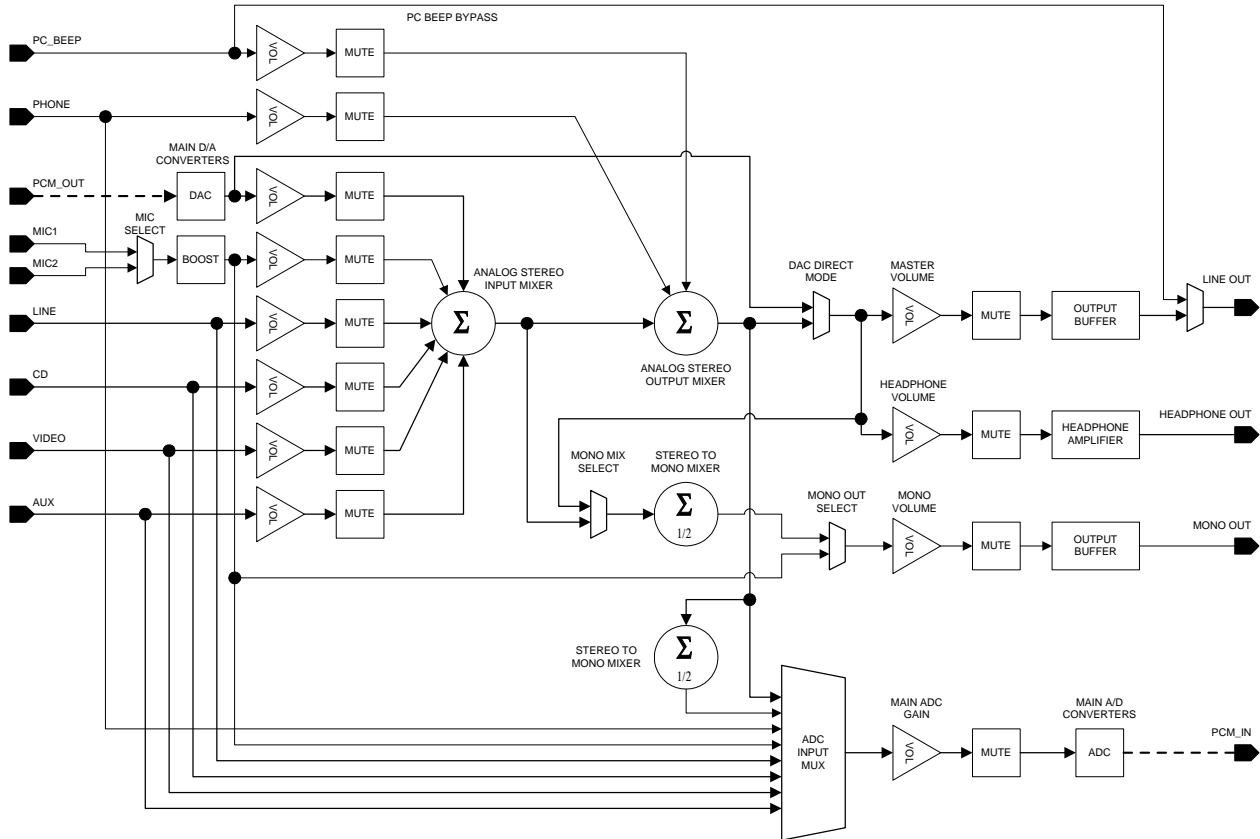 PC BEEP BYPASS
PC_BEEP
VOL
MUTE
PHONE
VOL
MUTE
MAIN D/A
CONVERTERS
PCM_OUT
DAC
VOL
MUTE
MIC1
MIC2
MIC
SELECT
BOOST
VOL
MUTE
LINE
VOL
MUTE
CD
VOL
MUTE
VIDEO
VOL
MUTE
AUX
VOL
MUTE
ANALOG STEREO
INPUT MIXER
Σ
Σ
ANALOG STEREO
OUTPUT MIXER
DAC DIRECT
MODE
MASTER
VOLUME
VOL
MUTE
OUTPUT
BUFFER
LINE OUT
HEADPHONE
VOLUME
VOL
MUTE
HEADPHONE
AMPLIFIER
HEADPHONE OUT
MONO MIX
SELECT
STEREO TO
MONO MIXER
Σ
1/2
MONO OUT
SELECT
MONO
VOLUME
VOL
MUTE
OUTPUT
BUFFER
MONO OUT
STEREO TO
MONO MIXER
Σ
1/2
ADC
INPUT
MUX
MAIN ADC
GAIN
VOL
MUTE
MAIN A/D
CONVERTERS
ADC
PCM_IN